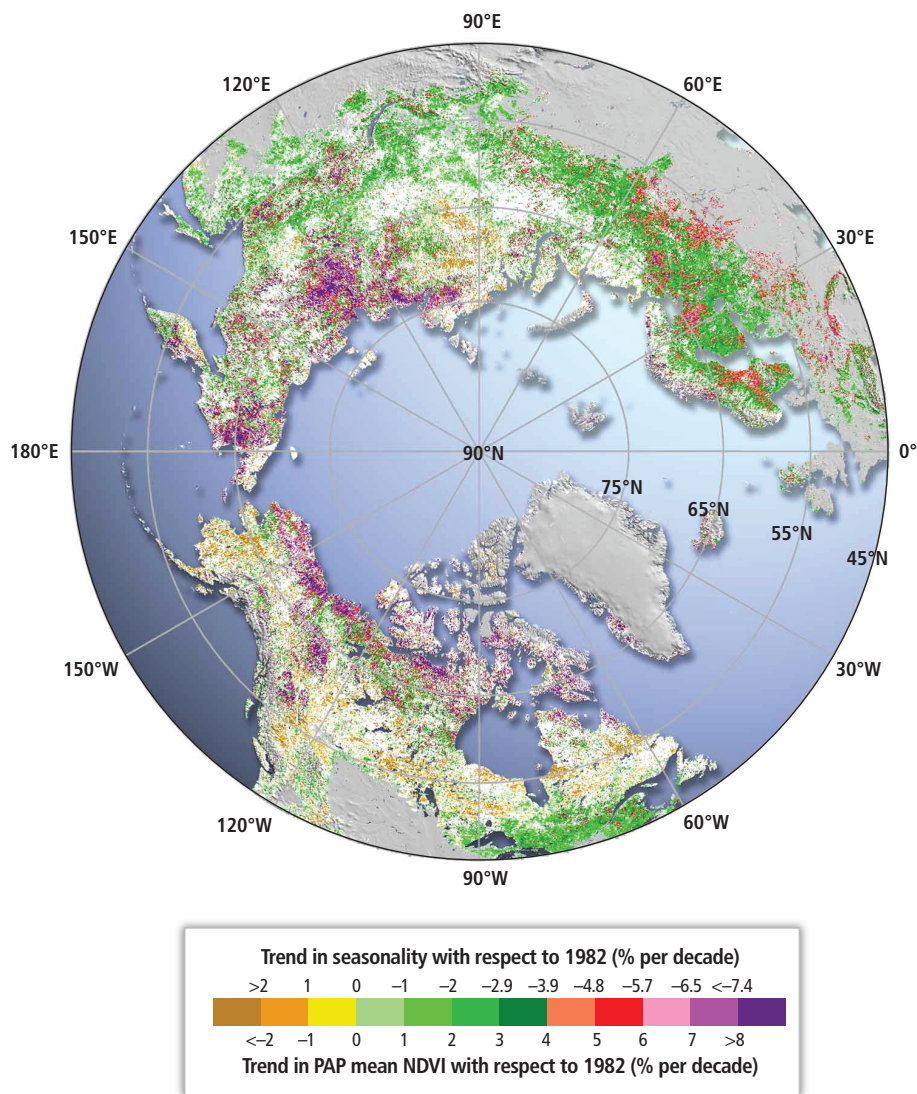 90°E
120°E
60°E
150°E
30°E
180°E
90°N
0°
75°N
65°N
55°N
45°N
150°W
30°W
120°W
60°W
90°W
Trend in seasonality with respect to 1982 (% per decade)
>2 1 0 –1 –2 –2.9 –3.9 –4.8 –5.7 –6.5 <–7.4
<–2 –1 0 1 2 3 4 5 6 7 >8
Trend in PAP mean NDVI with respect to 1982 (% per decade)